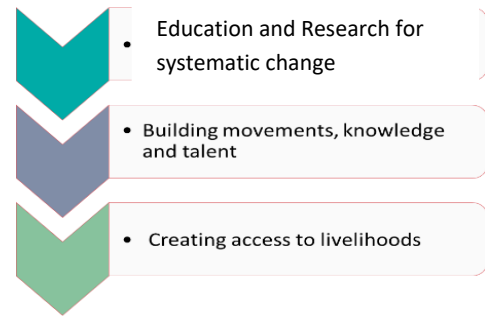 • Education and Research for
systematic change
• Building movements, knowledge
and talent
• Creating access to livelihoods